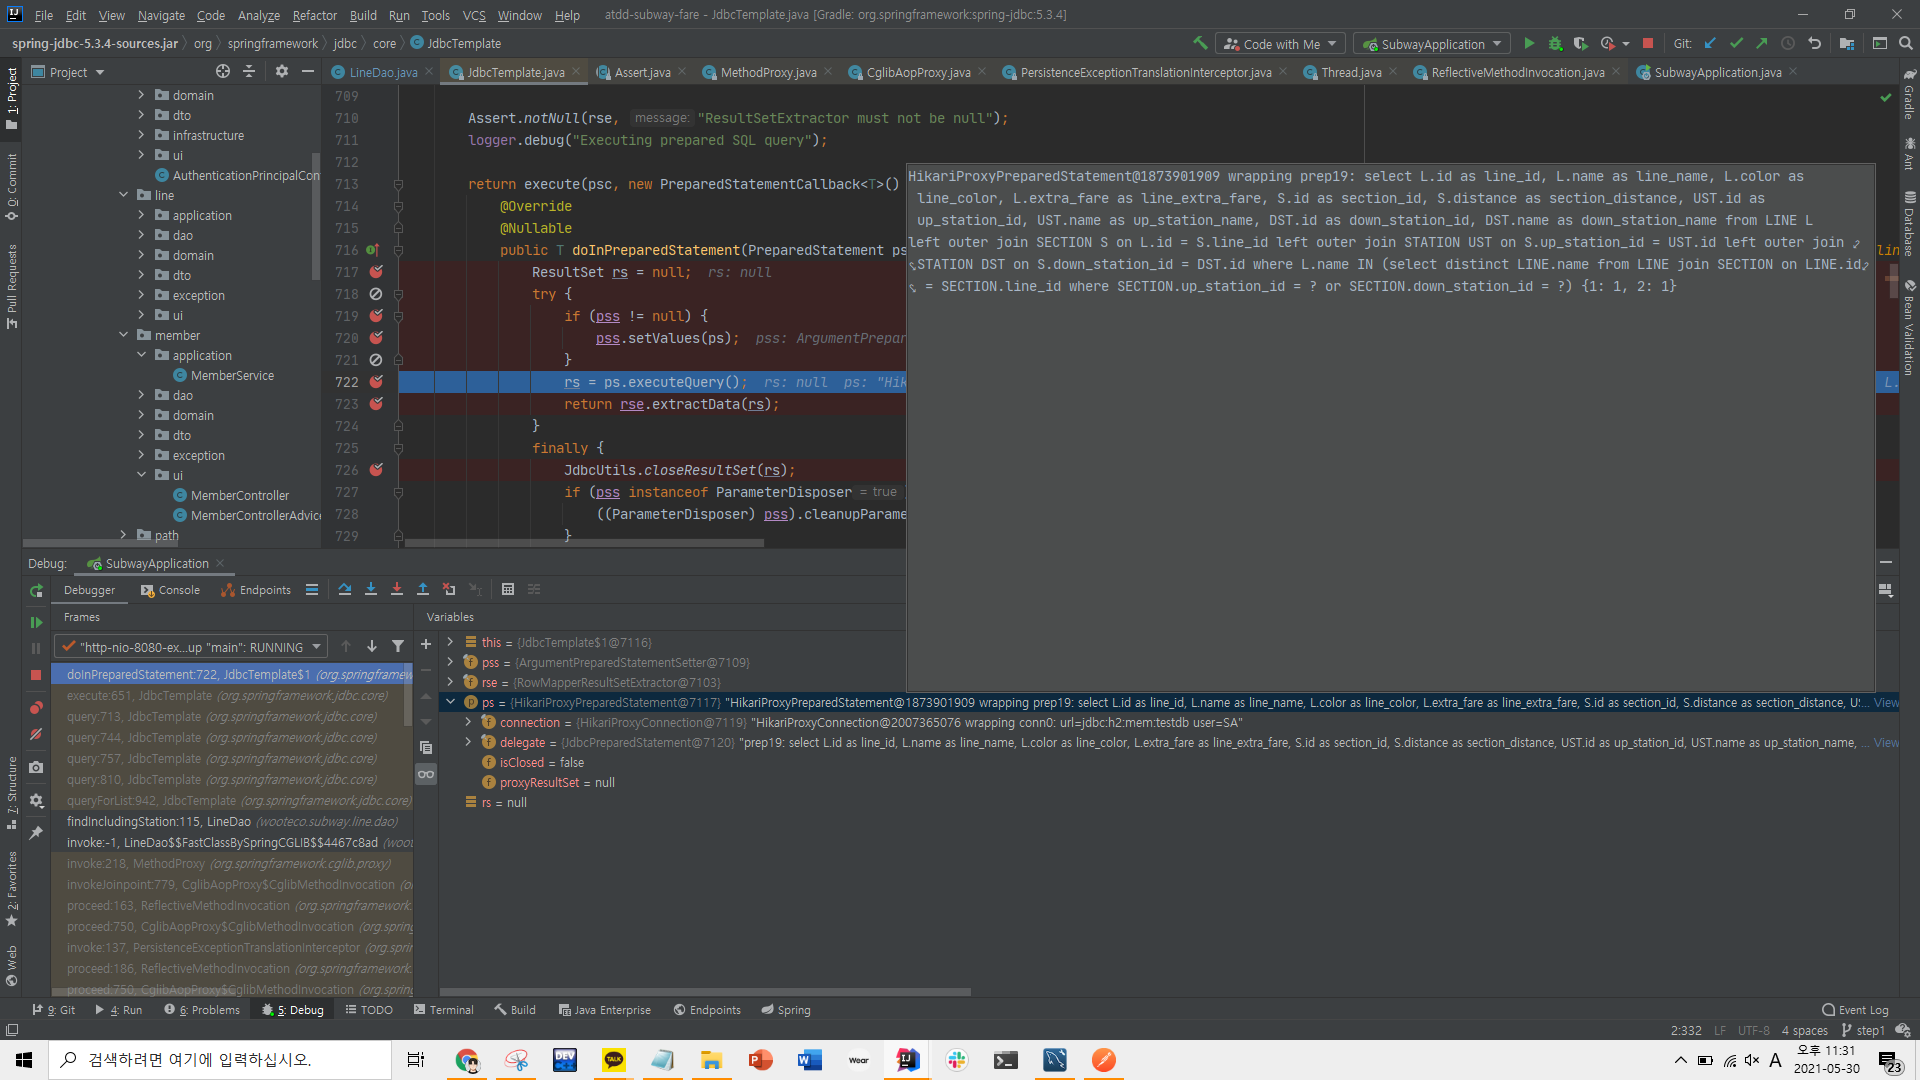 File Edit View Navigate Code Analyze Refactor Build Run Tools VCS Window Help atdd-subway-fare - JdbcTemplate.java [Gradle: org.springframework:spring-jdbc:5.3.4]
spring-jdbc-5.3.4-sources.jar org springframework jdbc core JdbcTemplate Code with Me SubwayApplication Git:
Project LineDao.java JdbcTemplate.java Assert.java MethodProxy.java CglibAopProxy.java PersistenceExceptionTranslationInterceptor.java Thread.java ReflectiveMethodInvocation.java SubwayApplication.java
1: Project
0: Commit
Pull Requests
7: Structure
2: Favorites
Web
domain
dto
infrastructure
ui
AuthenticationPrincipalCon
line
application
dao
domain
dto
exception
ui
member
application
MemberService
dao
domain
dto
exception
ui
MemberController
MemberControllerAdvice
path
709
710 Assert.notNull(rse, message: "ResultSetExtractor must not be null");
711 logger.debug("Executing prepared SQL query");
712
713 return execute(psc, new PreparedStatementCallback<T>()
714 @Override
715 @Nullable
716 public T doInPreparedStatement(PreparedStatement ps
717 ResultSet rs = null; rs: null
718 try {
719 if (pss != null) {
720 pss.setValues(ps); pss: ArgumentPrepar
721 }
722 rs = ps.executeQuery(); rs: null ps: "Hik
723 return rse.extractData(rs);
724 }
725 finally {
726 JdbcUtils.closeResultSet(rs);
727 if (pss instanceof ParameterDisposer = true
728 ((ParameterDisposer) pss).cleanupParame
729 }
HikariProxyPreparedStatement@1873901909 wrapping prep19: select L.id as line_id, L.name as line_name, L.color as
line_color, L.extra_fare as line_extra_fare, S.id as section_id, S.distance as section_distance, UST.id as
up_station_id, UST.name as up_station_name, DST.id as down_station_id, DST.name as down_station_name from LINE L
left outer join SECTION S on L.id = S.line_id left outer join STATION UST on S.up_station_id = UST.id left outer join
STATION DST on S.down_station_id = DST.id where L.name IN (select distinct LINE.name from LINE join SECTION on LINE.id
= SECTION.line_id where SECTION.up_station_id = ? or SECTION.down_station_id = ?) {1: 1, 2: 1}
lin
L.
Gradle
Ant
Database
Bean Validation
Debug: SubwayApplication
Debugger Console Endpoints
Frames
"http-nio-8080-ex...up "main": RUNNING
doInPreparedStatement:722, JdbcTemplate$1 (org.springframew
execute:651, JdbcTemplate (org.springframework.jdbc.core)
query:713, JdbcTemplate (org.springframework.jdbc.core)
query:744, JdbcTemplate (org.springframework.jdbc.core)
query:757, JdbcTemplate (org.springframework.jdbc.core)
query:810, JdbcTemplate (org.springframework.jdbc.core)
queryForList:942, JdbcTemplate (org.springframework.jdbc.core)
findIncludingStation:115, LineDao (wooteco.subway.line.dao)
invoke:-1, LineDao$$FastClassBySpringCGLIB$$4467c8ad (woot
invoke:218, MethodProxy (org.springframework.cglib.proxy)
invokeJoinpoint:779, CglibAopProxy$CglibMethodInvocation (o
proceed:163, ReflectiveMethodInvocation (org.springframework.
proceed:750, CglibAopProxy$CglibMethodInvocation (org.sprin
invoke:137, PersistenceExceptionTranslationInterceptor (org.spri
proceed:186, ReflectiveMethodInvocation (org.springframework.
proceed:750, CglibAopProxy$CglibMethodInvocation (org.sprin
Variables
this = {JdbcTemplate$1@7116}
pss = {ArgumentPreparedStatementSetter@7109}
rse = {RowMapperResultSetExtractor@7103}
ps = {HikariProxyPreparedStatement@7117} "HikariProxyPreparedStatement@1873901909 wrapping prep19: select L.id as line_id, L.name as line_name, L.color as line_color, L.extra_fare as line_extra_fare, S.id as section_id, S.distance as section_distance, US... View
connection = {HikariProxyConnection@7119} "HikariProxyConnection@2007365076 wrapping conn0: url=jdbc:h2:mem:testdb user=SA"
delegate = {JdbcPreparedStatement@7120} "prep19: select L.id as line_id, L.name as line_name, L.color as line_color, L.extra_fare as line_extra_fare, S.id as section_id, S.distance as section_distance, UST.id as up_station_id, UST.name as up_station_name, ... View
isClosed = false
proxyResultSet = null
rs = null
9: Git 4: Run 6: Problems 5: Debug TODO Terminal Build Java Enterprise Endpoints Spring Event Log
2:332 LF UTF-8 4 spaces step1
검색하려면 여기에 입력하십시오.
DEV
TALK
Wear
A 오후 11:31
2021-05-30
23